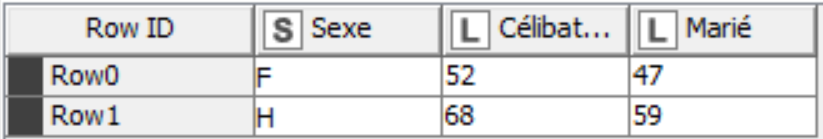 Row ID S Sexe L Célibat... L Marié
Row0 F 52 47
Row1 H 68 59